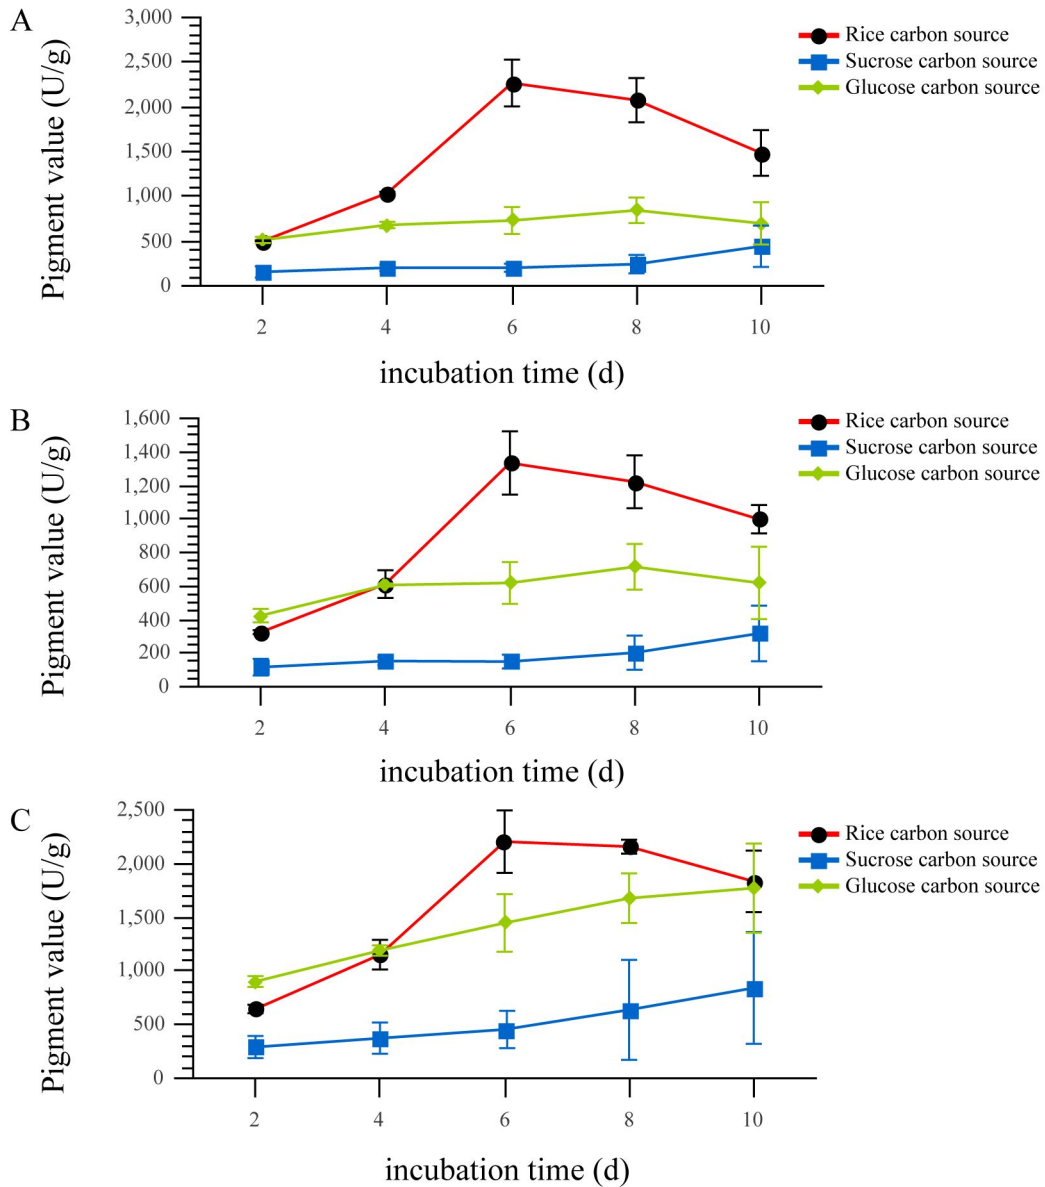 A
Pigment value (U/g)
3,000
2,500
2,000
1,500
1,000
500
0
2 4 6 8 10
incubation time (d)
Rice carbon source
Sucrose carbon source
Glucose carbon source
B
Pigment value (U/g)
1,600
1,400
1,200
1,000
800
600
400
200
0
2 4 6 8 10
incubation time (d)
Rice carbon source
Sucrose carbon source
Glucose carbon source
C
Pigment value (U/g)
2,500
2,000
1,500
1,000
500
0
2 4 6 8 10
incubation time (d)
Rice carbon source
Sucrose carbon source
Glucose carbon source